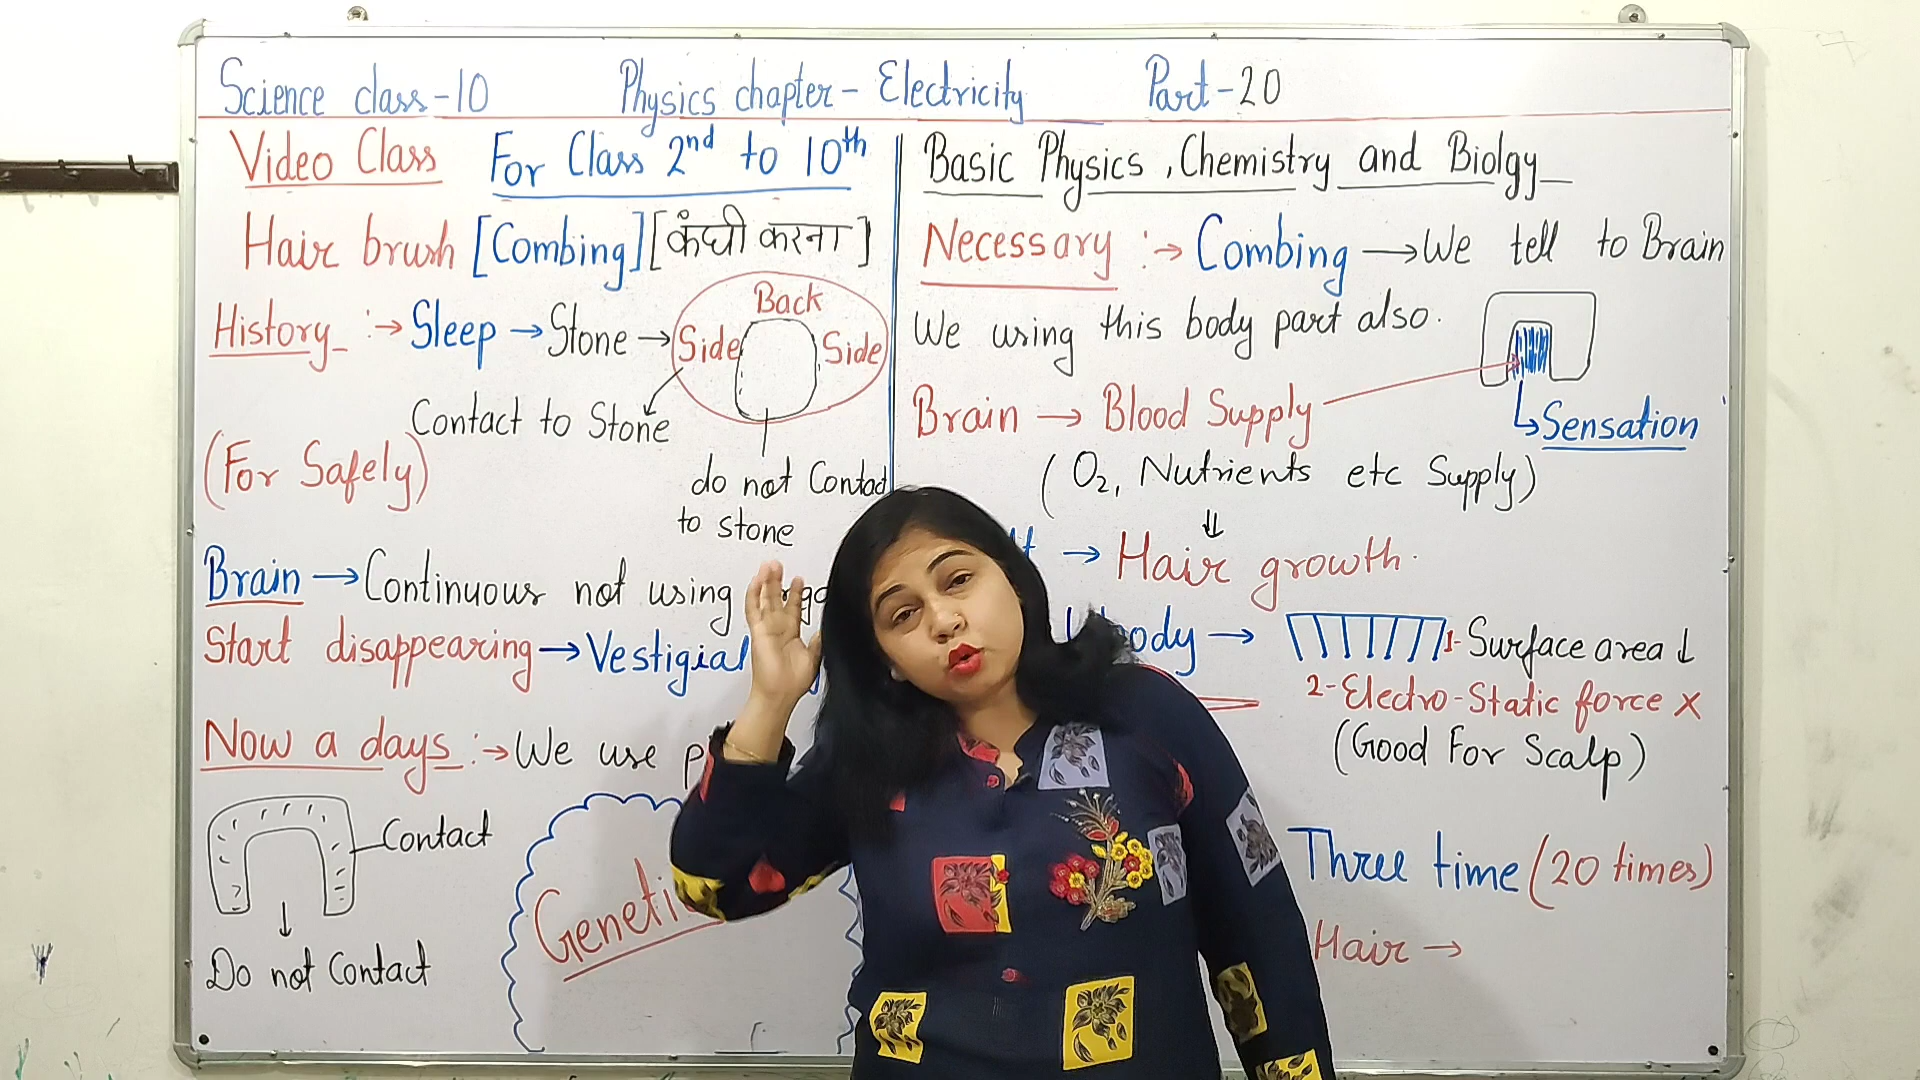 Science class-10 Physics chapter- Electricity Part-20
Video Class For Class 2nd to 10th
Hair brush [Combing] [कंघी करना]
History :→ Sleep → Stone → Side Back Side
Contact to Stone
(For Safely)
do not Contact
to stone
Brain → Continuous not using
Start disappearing → Vestigial
Now a days :→ We use
Contact
Do not Contact
Basic Physics, Chemistry and Biolgy
Necessary :→ Combing → We tell to Brain
We using this body part also.
Brain → Blood Supply
Sensation
(O2, Nutrients etc Supply)
→ Hair growth.
→ 1- Surface area ↓
2- Electro-Static force x
(Good For Scalp)
Three time (20 times)
Hair →